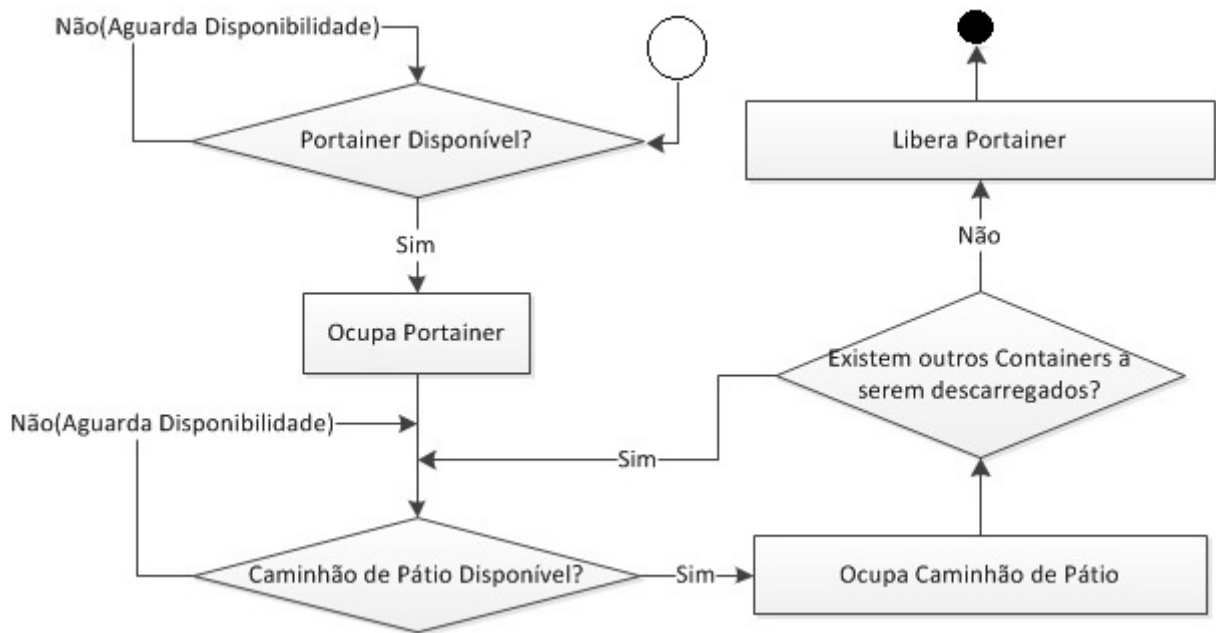 Não(Aguarda Disponibilidade)
Portainer Disponível?
Sim
Ocupa Portainer
Não(Aguarda Disponibilidade)
Caminhão de Pátio Disponível?
Sim
Ocupa Caminhão de Pátio
Existem outros Containers a
serem descarregados?
Sim
Não
Libera Portainer